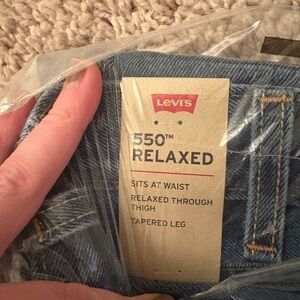 LEVI'S
550™
RELAXED
SITS AT WAIST
RELAXED THROUGH
THIGH
TAPERED LEG